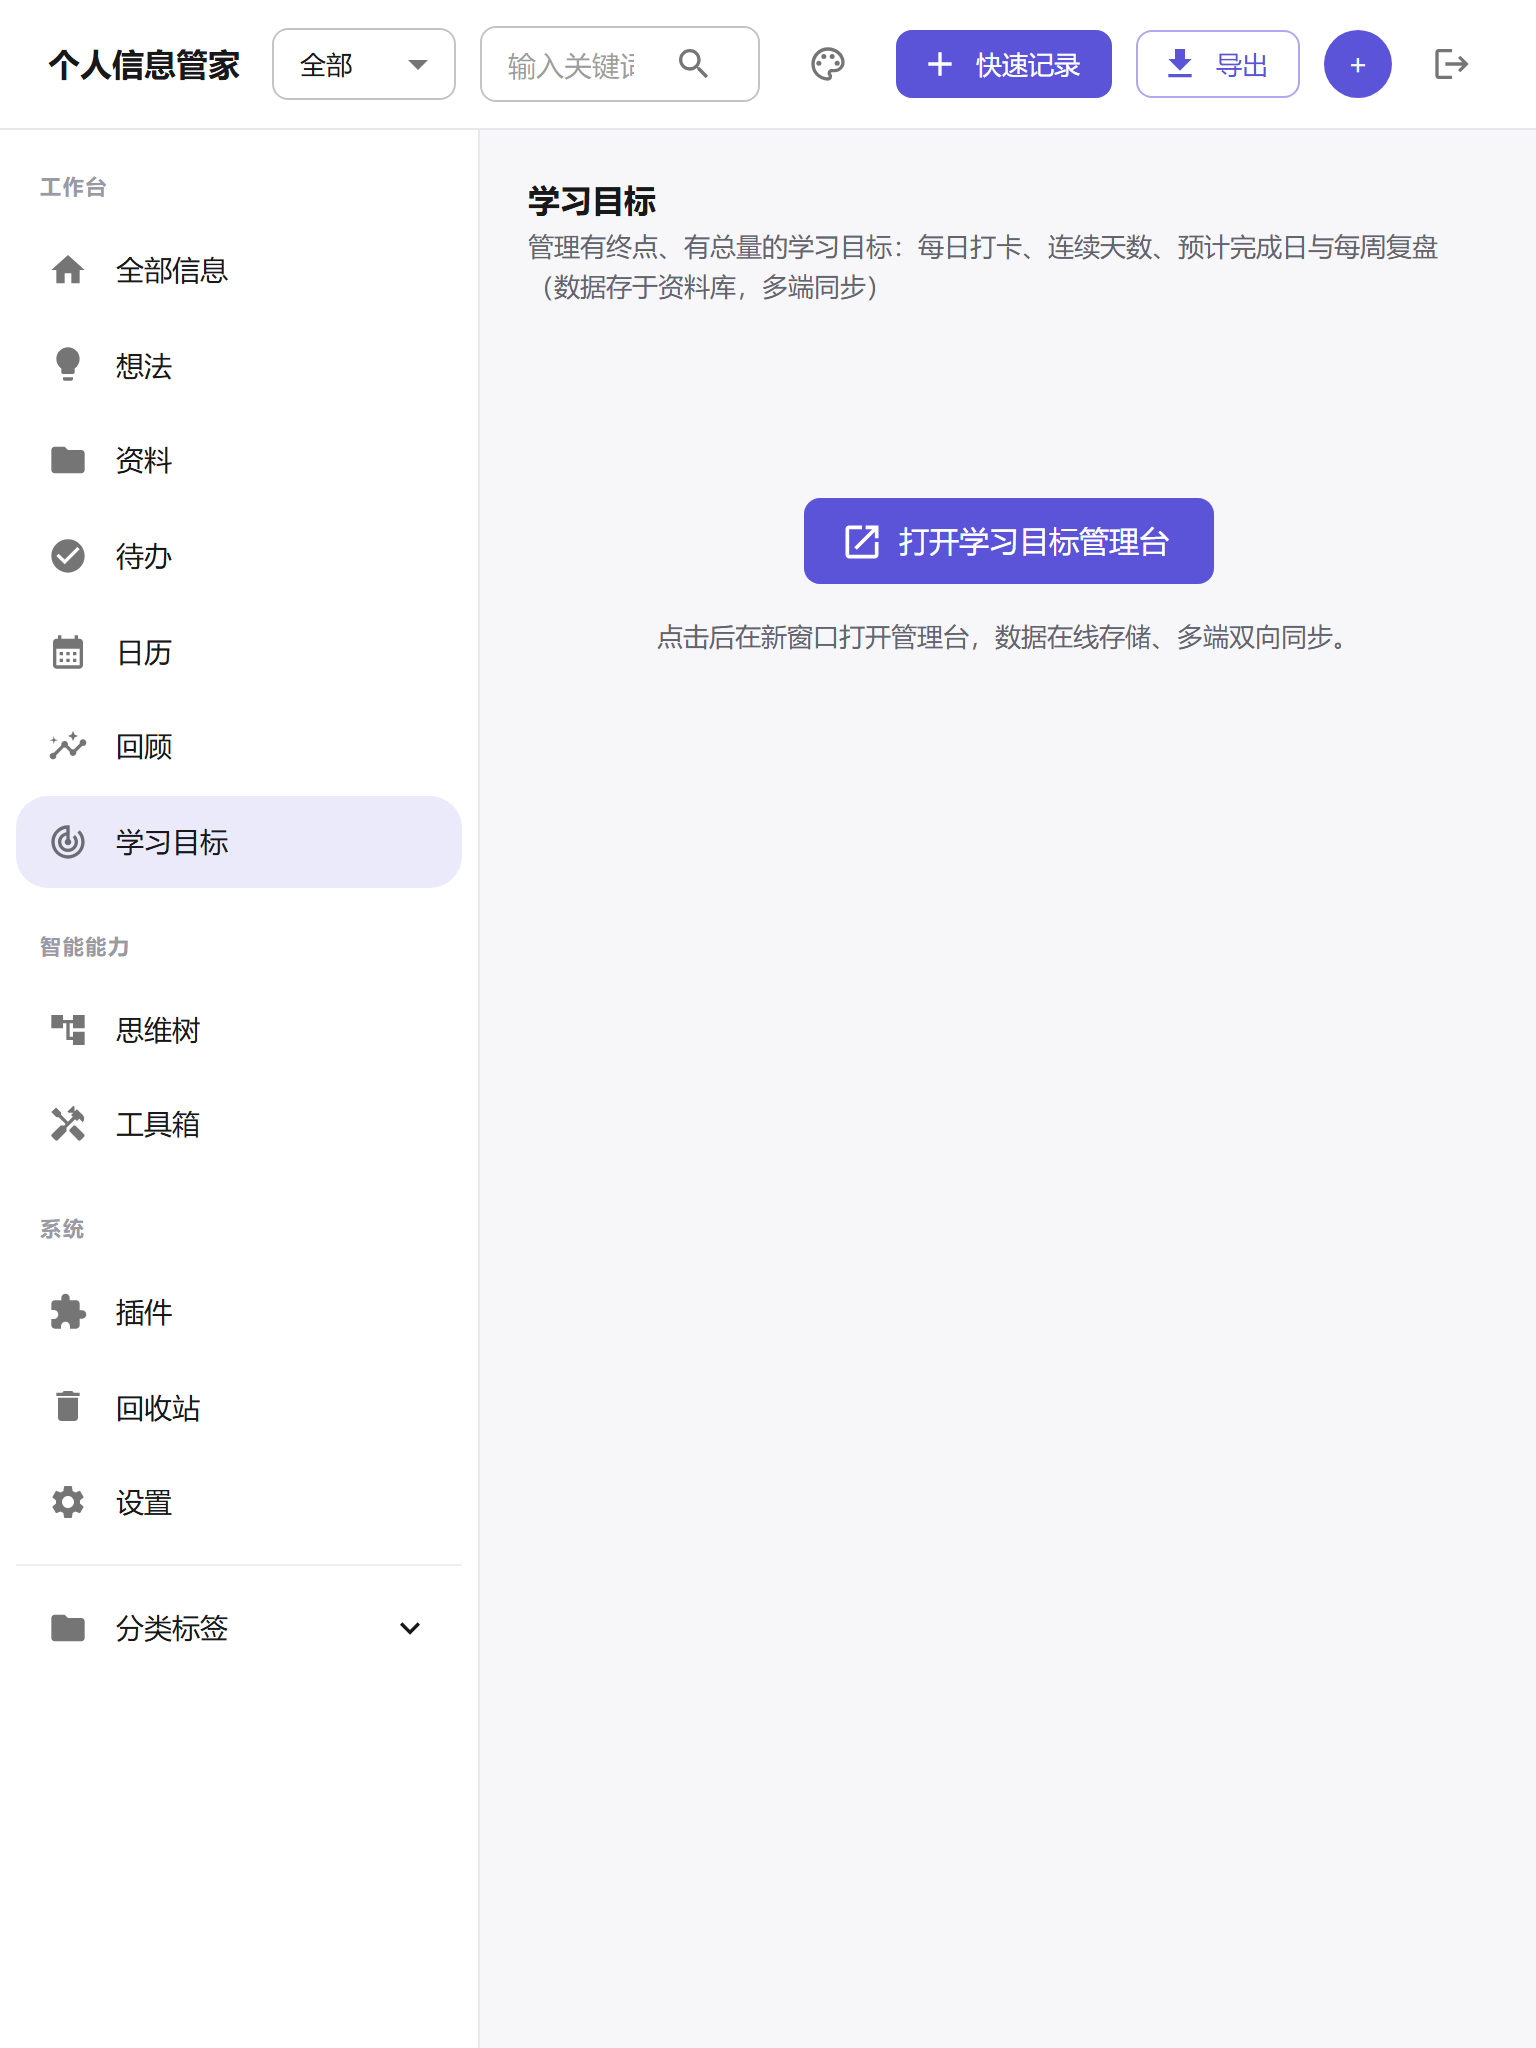 个人信息管家
全部
输入关键
快速记录
导出
+
工作台
全部信息
想法
资料
待办
日历
回顾
学习目标
智能能力
思维树
工具箱
系统
插件
回收站
设置
分类标签
学习目标
管理有终点、有总量的学习目标：每日打卡、连续天数、预计完成日与每周复盘
（数据存于资料库，多端同步）
打开学习目标管理台
点击后在新窗口打开管理台，数据在线存储、多端双向同步。